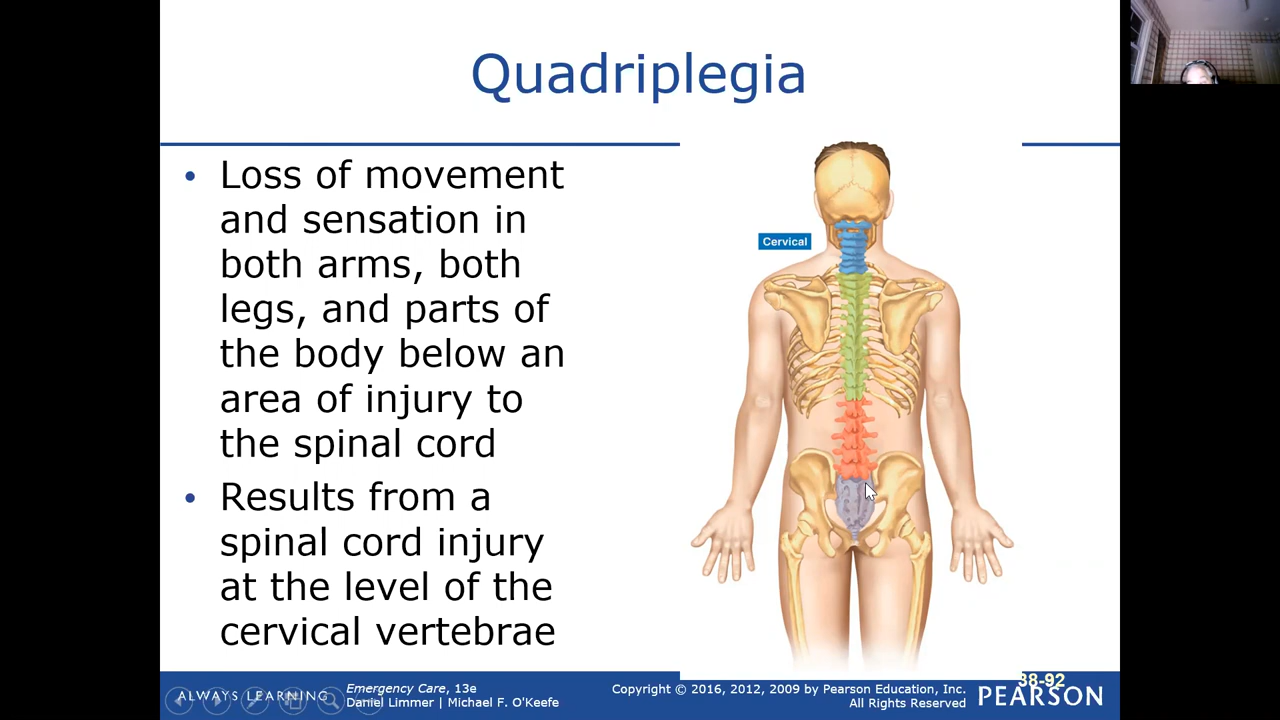 Quadriplegia
• Loss of movement
and sensation in
both arms, both
legs, and parts of
the body below an
area of injury to
the spinal cord
• Results from a
spinal cord injury
at the level of the
cervical vertebrae
Cervical
ALWAYS LEARNING
Emergency Care, 13e
Daniel Limmer | Michael F. O'Keefe
Copyright © 2016, 2012, 2009 by Pearson Education, Inc.
All Rights Reserved
38-92
PEARSON